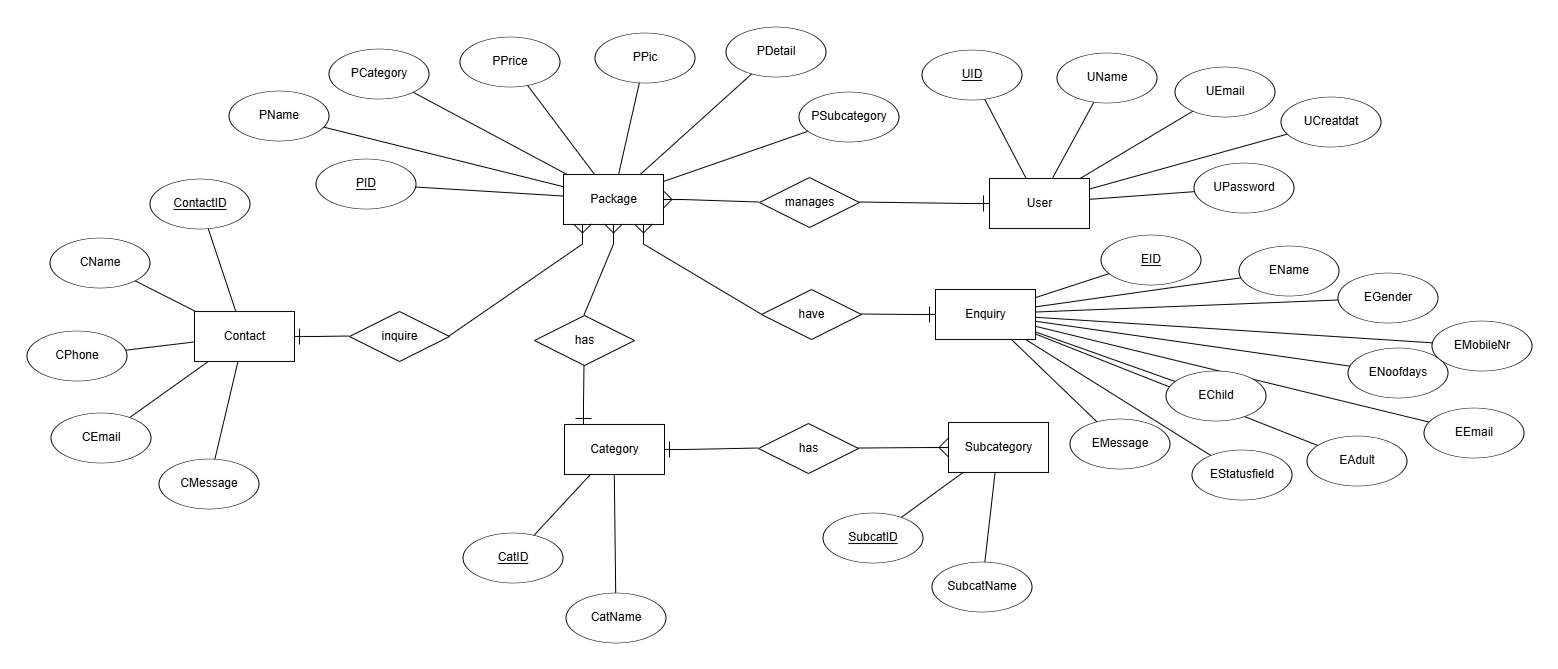 PDetail
PPic
PPrice
PCategory
UID
UName
UEmail
PName
PSubcategory
UCreatdat
PID
UPassword
ContactID
Package
manages
User
CName
EID
EName
EGender
Contact
inquire
has
have
Enquiry
EMobileNr
CPhone
ENoofdays
EChild
CEmail
Category
has
Subcategory
EMessage
EEmail
EAdult
EStatusfield
CMessage
SubcatID
CatID
SubcatName
CatName